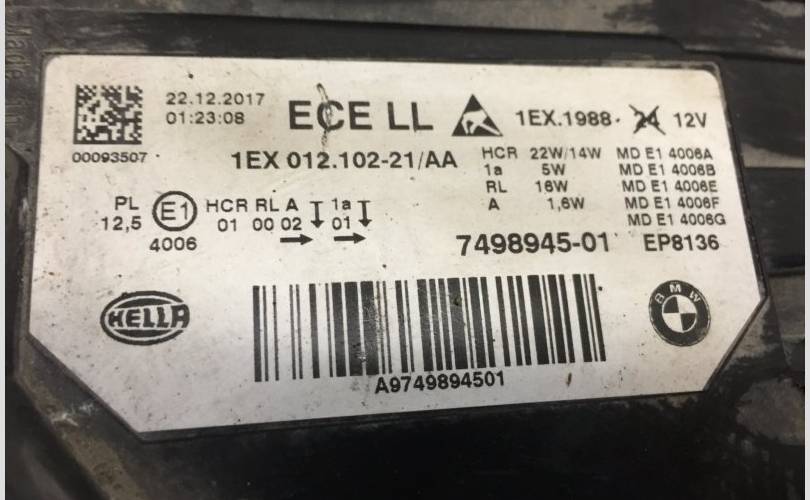 22.12.2017
01:23:08
00093507
ECE LL
1EX.1988- 24 12V
1EX 012.102-21/AA
HCR 22W/14W MD E1 4006A
1a 5W MD E1 4006B
RL 16W MD E1 4006E
A 1,6W MD E1 4006F
MD E1 4006G
PL 12,5
E1
4006
HCR RL A 1a
01 00 02 01
7498945-01 EP8136
HELLA
BMW
A9749894501